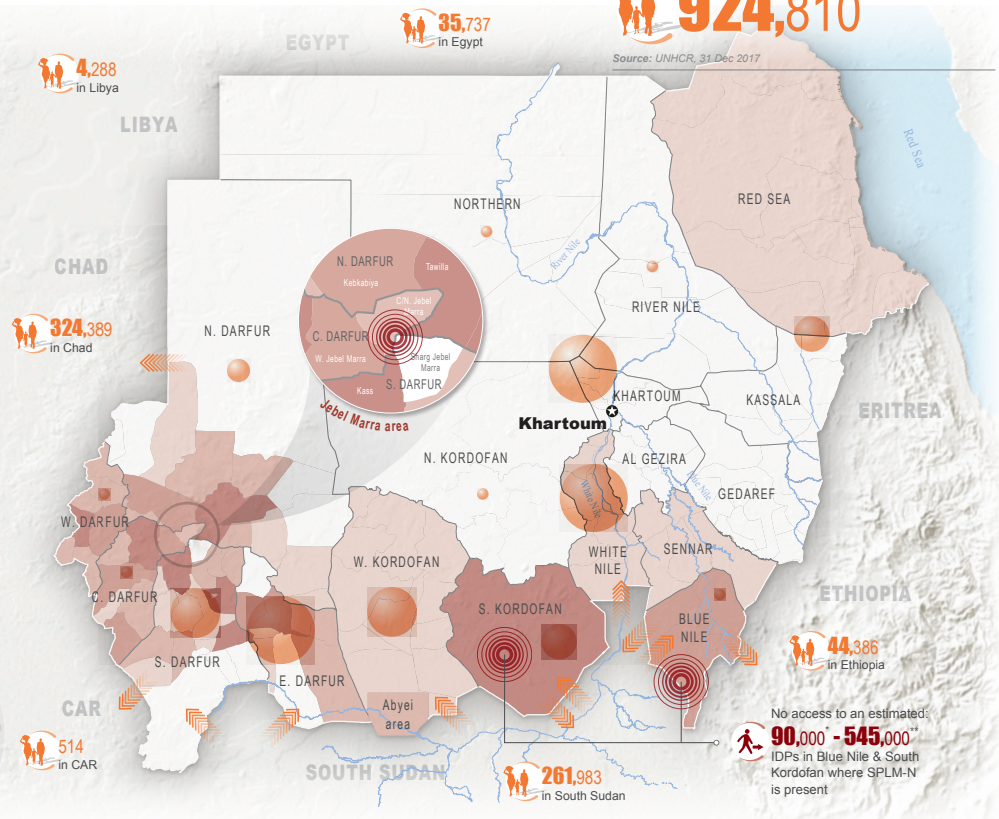 924,810
Source: UNHCR, 31 Dec 2017
35,737
in Egypt
EGYPT
4,288
in Libya
LIBYA
Red Sea
RED SEA
NORTHERN
River Nile
CHAD
N. DARFUR
Tawilla
Kebkabiya
C/N. Jebel
Marra
RIVER NILE
324,389
in Chad
N. DARFUR
C. DARFUR
W. Jebel Marra
Sharg Jebel
Marra
S. DARFUR
Kass
Jebel Marra area
KHARTOUM
Khartoum
KASSALA
ERITREA
N. KORDOFAN
AL GEZIRA
White Nile
Blue Nile
GEDAREF
W. DARFUR
W. KORDOFAN
WHITE
NILE
SENNAR
C. DARFUR
S. KORDOFAN
ETHIOPIA
BLUE
NILE
44,386
in Ethiopia
S. DARFUR
E. DARFUR
Abyei
area
CAR
514
in CAR
SOUTH SUDAN
261,983
in South Sudan
No access to an estimated:
90,000* - 545,000**
IDPs in Blue Nile & South
Kordofan where SPLM-N
is present